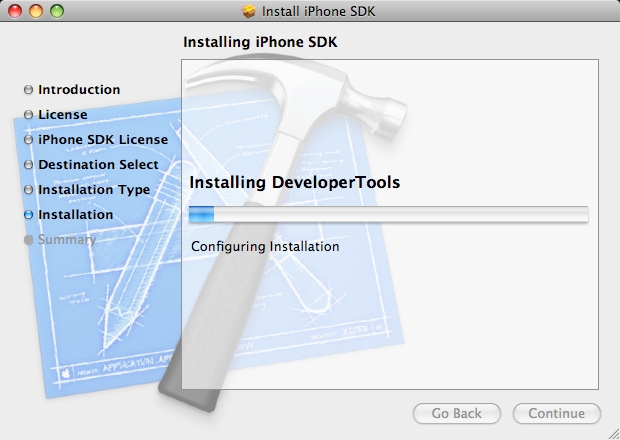 Install iPhone SDK
Installing iPhone SDK
Introduction
License
iPhone SDK License
Destination Select
Installation Type
Installation
Summary
Installing DeveloperTools
Configuring Installation
Go Back
Continue